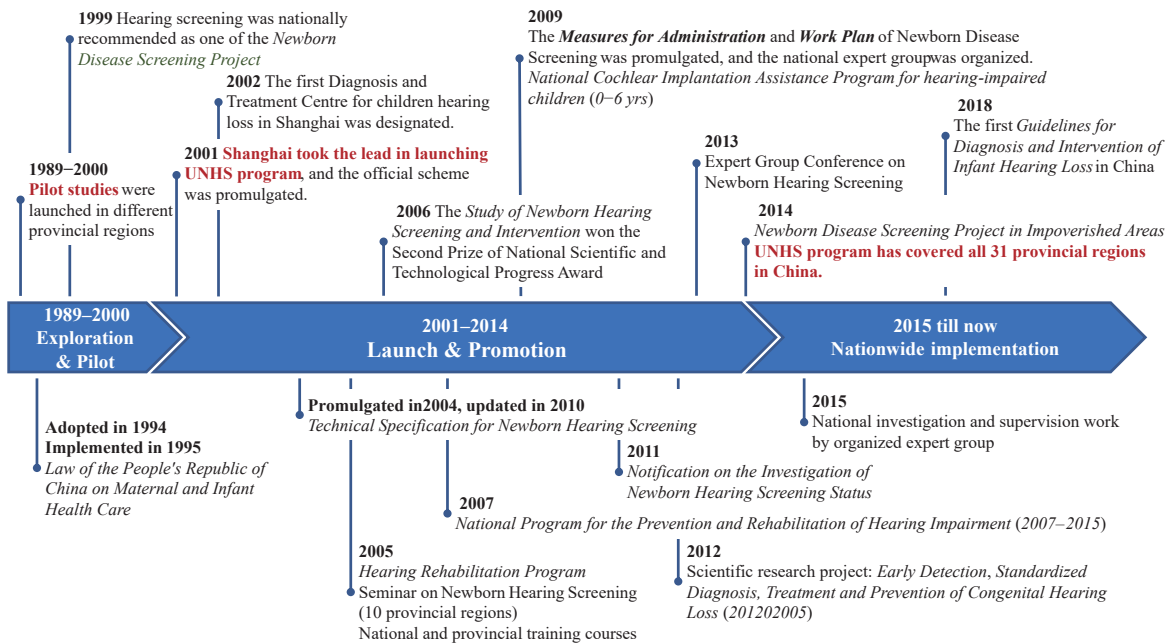 1999 Hearing screening was nationally
recommended as one of the Newborn
Disease Screening Project
2009
The Measures for Administration and Work Plan of Newborn Disease
Screening was promulgated, and the national expert groupwas organized.
National Cochlear Implantation Assistance Program for hearing-impaired
children (0−6 yrs)
2002 The first Diagnosis and
Treatment Centre for children hearing
loss in Shanghai was designated.
2018
The first Guidelines for
Diagnosis and Intervention of
Infant Hearing Loss in China
2013
Expert Group Conference on
Newborn Hearing Screening
1989−2000
Pilot studies were
launched in different
provincial regions
2001 Shanghai took the lead in launching
UNHS program, and the official scheme
was promulgated.
2006 The Study of Newborn Hearing
Screening and Intervention won the
Second Prize of National Scientific and
Technological Progress Award
2014
Newborn Disease Screening Project in Impoverished Areas
UNHS program has covered all 31 provincial regions
in China.
1989–2000
Exploration
& Pilot
2001–2014
Launch & Promotion
2015 till now
Nationwide implementation
Adopted in 1994
Implemented in 1995
Law of the People's Republic of
China on Maternal and Infant
Health Care
Promulgated in2004, updated in 2010
Technical Specification for Newborn Hearing Screening
2015
National investigation and supervision work
by organized expert group
2011
Notification on the Investigation of
Newborn Hearing Screening Status
2007
National Program for the Prevention and Rehabilitation of Hearing Impairment (2007–2015)
2005
Hearing Rehabilitation Program
Seminar on Newborn Hearing Screening
(10 provincial regions)
National and provincial training courses
2012
Scientific research project: Early Detection, Standardized
Diagnosis, Treatment and Prevention of Congenital Hearing
Loss (201202005)